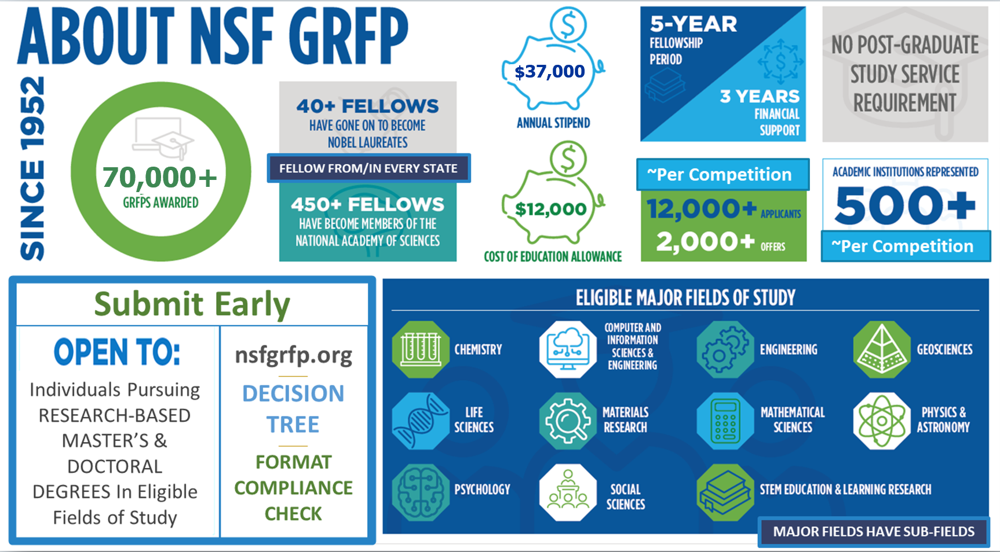 ABOUT NSF GRFP
SINCE 1952
70,000+
GRFPS AWARDED
40+ FELLOWS
HAVE GONE ON TO BECOME
NOBEL LAUREATES
FELLOW FROM/IN EVERY STATE
450+ FELLOWS
HAVE BECOME MEMBERS OF THE
NATIONAL ACADEMY OF SCIENCES
$
$37,000
ANNUAL STIPEND
$
$12,000
COST OF EDUCATION ALLOWANCE
5-YEAR
FELLOWSHIP
PERIOD
$
3 YEARS
FINANCIAL
SUPPORT
NO POST-GRADUATE
STUDY SERVICE
REQUIREMENT
~Per Competition
12,000+ APPLICANTS
2,000+ OFFERS
ACADEMIC INSTITUTIONS REPRESENTED
500+
~Per Competition
Submit Early
OPEN TO:
Individuals Pursuing
RESEARCH-BASED
MASTER’S &
DOCTORAL
DEGREES In Eligible
Fields of Study
nsfgrfp.org
DECISION
TREE
FORMAT
COMPLIANCE
CHECK
ELIGIBLE MAJOR FIELDS OF STUDY
CHEMISTRY
COMPUTER AND
INFORMATION
SCIENCES &
ENGINEERING
ENGINEERING
GEOSCIENCES
LIFE
SCIENCES
MATERIALS
RESEARCH
MATHEMATICAL
SCIENCES
PHYSICS &
ASTRONOMY
PSYCHOLOGY
SOCIAL
SCIENCES
STEM EDUCATION & LEARNING RESEARCH
MAJOR FIELDS HAVE SUB-FIELDS